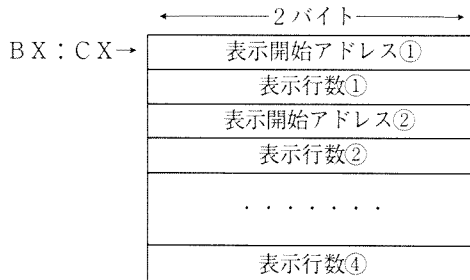 2バイト
BX:CX→
表示開始アドレス①
表示行数①
表示開始アドレス②
表示行数②
・・・・・・・
表示行数④